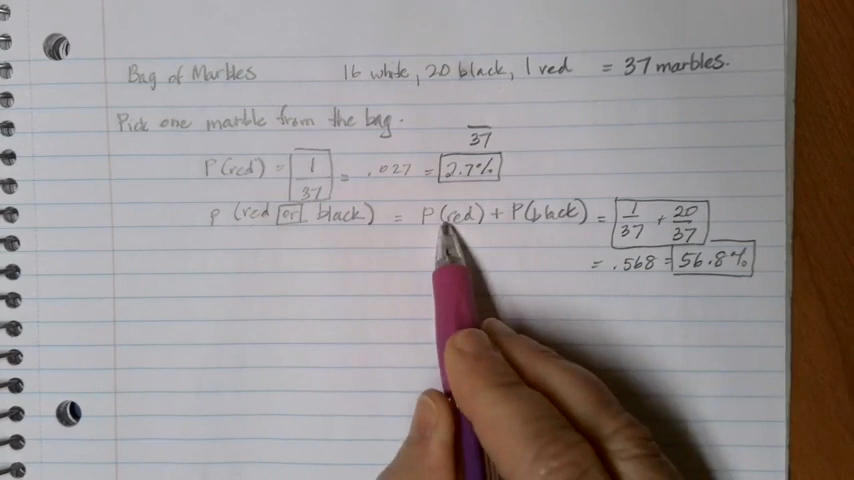 Bag of Marbles 16 white, 20 black, 1 red = 37 marbles.
Pick one marble from the bag.
37
P(red) = 1/37 = .027 = 2.7%
P (red or black) = P(red) + P(black) = 1/37 + 20/37
= .568 = 56.8%